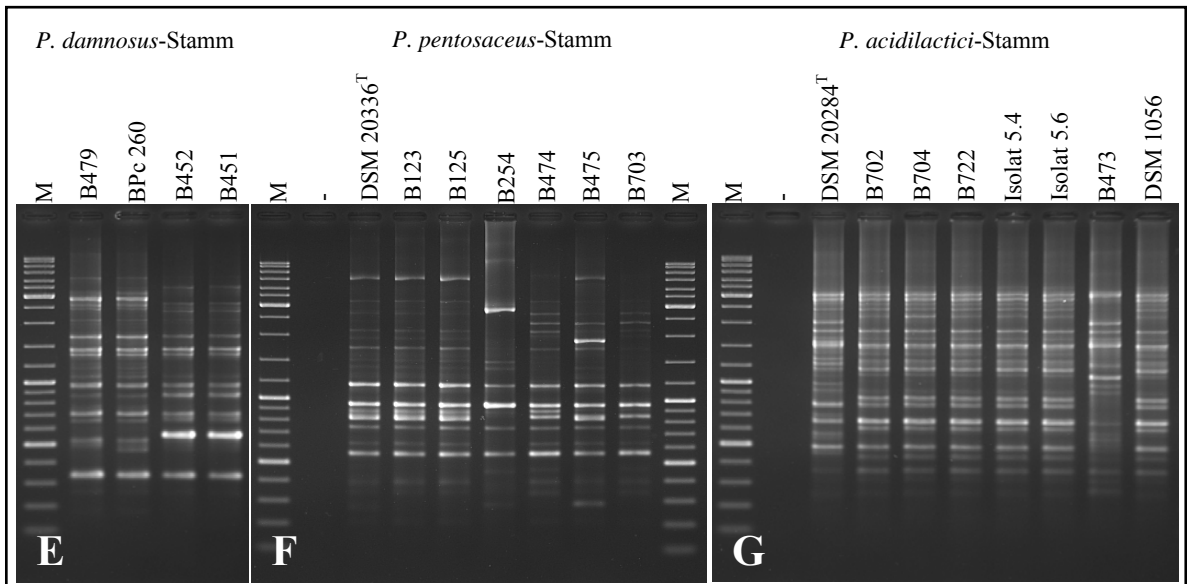 P. damnosus-Stamm
P. pentosaceus-Stamm
P. acidilactici-Stamm
M
B479
BPc 260
B452
B451
M
-
DSM 20336T
B123
B125
B254
B474
B475
B703
M
M
-
DSM 20284T
B702
B704
B722
Isolat 5.4
Isolat 5.6
B473
DSM 1056
E
F
G